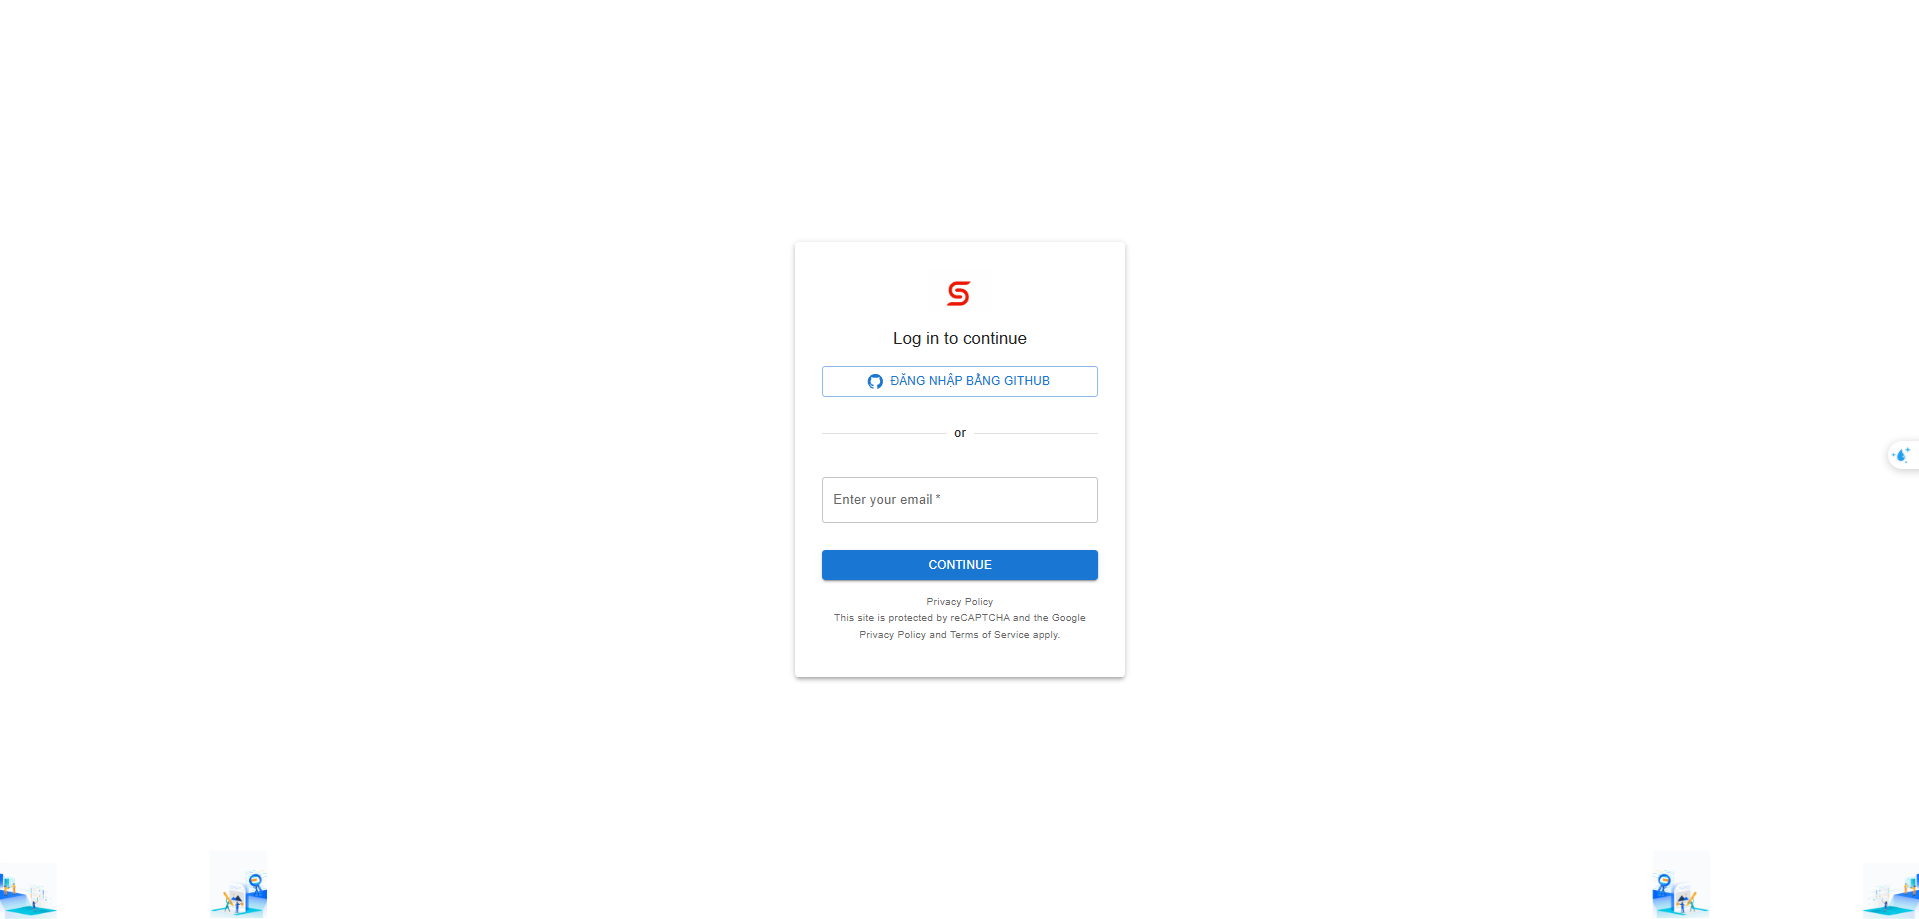 Log in to continue
ĐĂNG NHẬP BẰNG GITHUB
or
Enter your email *
CONTINUE
Privacy Policy
This site is protected by reCAPTCHA and the Google
Privacy Policy and Terms of Service apply.